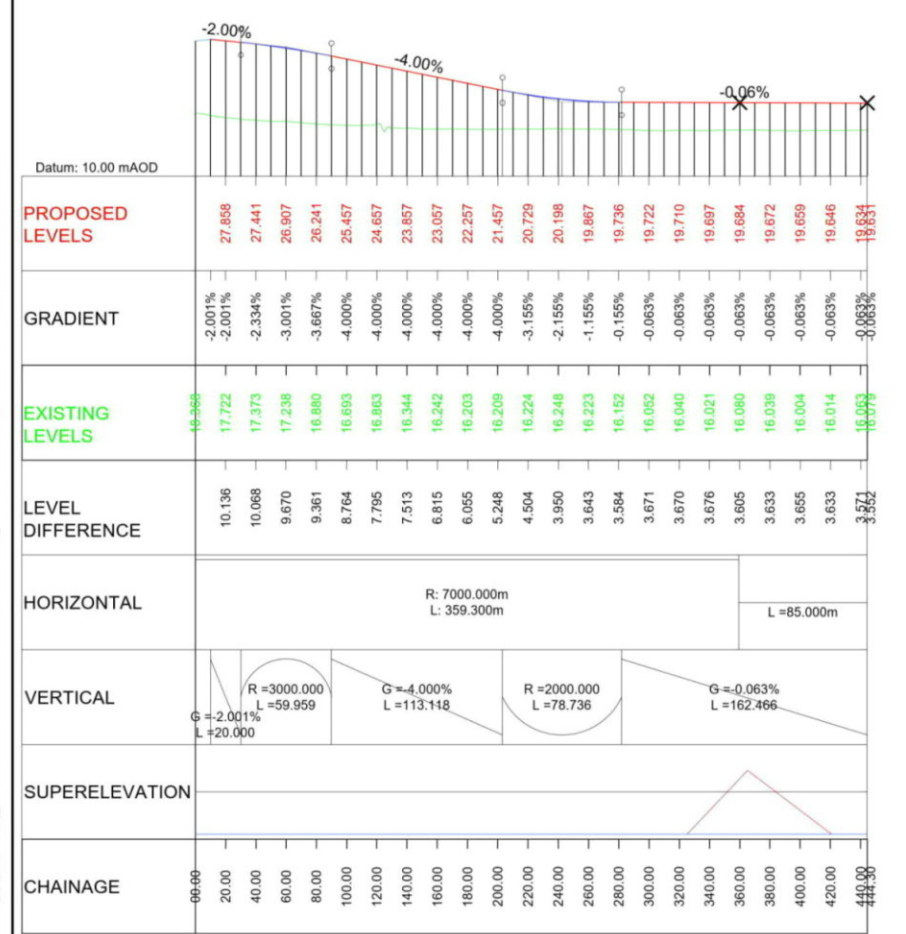 -2.00%
-4.00%
-0.06%
Datum: 10.00 mAOD
PROPOSED LEVELS
27.858 27.441 26.907 26.241 25.457 24.657 23.857 23.057 22.257 21.457 20.729 20.198 19.867 19.736 19.722 19.710 19.697 19.684 19.672 19.659 19.646 19.634 19.631
GRADIENT
-2.001% -2.001% -2.334% -3.001% -3.667% -4.000% -4.000% -4.000% -4.000% -4.000% -4.000% -3.155% -2.155% -1.155% -0.155% -0.063% -0.063% -0.063% -0.063% -0.063% -0.063% -0.063% -0.063% -0.063%
EXISTING LEVELS
17.722 17.373 17.238 16.880 16.693 16.863 16.344 16.242 16.203 16.209 16.224 16.248 16.223 16.152 16.052 16.040 16.021 16.080 16.039 16.004 16.014 16.063 16.079
LEVEL DIFFERENCE
10.136 10.068 9.670 9.361 8.764 7.795 7.513 6.815 6.055 5.248 4.504 3.950 3.643 3.584 3.671 3.670 3.676 3.605 3.633 3.655 3.633 3.571 3.552
HORIZONTAL
R: 7000.000m
L: 359.300m
L =85.000m
VERTICAL
G =-2.001%
L =20.000
R =3000.000
L =59.959
G =-4.000%
L =113.118
R =2000.000
L =78.736
G =-0.063%
L =162.466
SUPERELEVATION
CHAINAGE
00.00 20.00 40.00 60.00 80.00 100.00 120.00 140.00 160.00 180.00 200.00 220.00 240.00 260.00 280.00 300.00 320.00 340.00 360.00 380.00 400.00 420.00 440.00 444.30